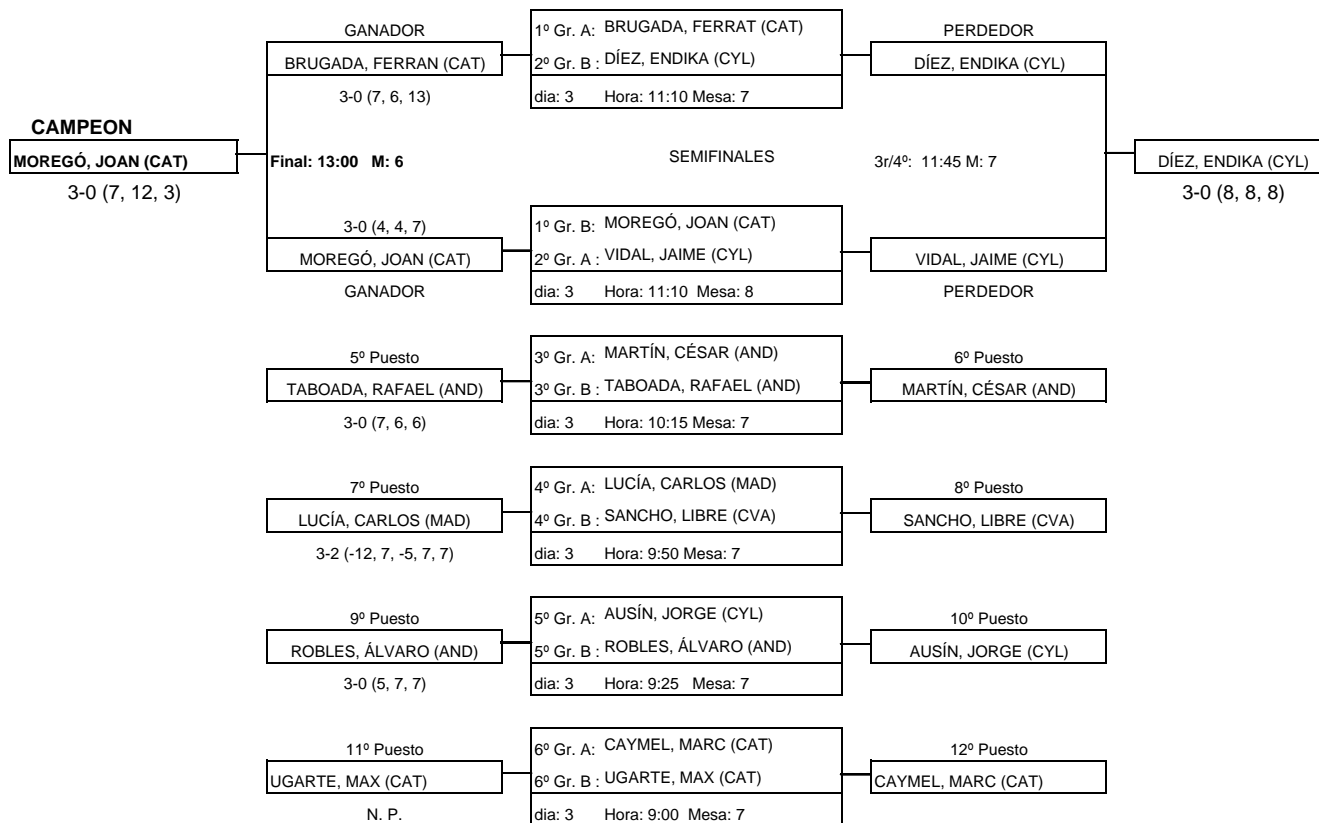 GANADOR 1º Gr. A: BRUGADA, FERRAT (CAT) PERDEDOR
BRUGADA, FERRAN (CAT) 2º Gr. B : DÍEZ, ENDIKA (CYL) DÍEZ, ENDIKA (CYL)
3-0 (7, 6, 13) dia: 3 Hora: 11:10 Mesa: 7
CAMPEON
MOREGÓ, JOAN (CAT) Final: 13:00 M: 6 SEMIFINALES 3r/4º: 11:45 M: 7 DÍEZ, ENDIKA (CYL)
3-0 (7, 12, 3) 3-0 (8, 8, 8)
3-0 (4, 4, 7) 1º Gr. B: MOREGÓ, JOAN (CAT)
MOREGÓ, JOAN (CAT) 2º Gr. A : VIDAL, JAIME (CYL) VIDAL, JAIME (CYL)
GANADOR dia: 3 Hora: 11:10 Mesa: 8 PERDEDOR
5º Puesto 3º Gr. A: MARTÍN, CÉSAR (AND) 6º Puesto
TABOADA, RAFAEL (AND) 3º Gr. B : TABOADA, RAFAEL (AND) MARTÍN, CÉSAR (AND)
3-0 (7, 6, 6) dia: 3 Hora: 10:15 Mesa: 7
7º Puesto 4º Gr. A: LUCÍA, CARLOS (MAD) 8º Puesto
LUCÍA, CARLOS (MAD) 4º Gr. B : SANCHO, LIBRE (CVA) SANCHO, LIBRE (CVA)
3-2 (-12, 7, -5, 7, 7) dia: 3 Hora: 9:50 Mesa: 7
9º Puesto 5º Gr. A: AUSÍN, JORGE (CYL) 10º Puesto
ROBLES, ÁLVARO (AND) 5º Gr. B : ROBLES, ÁLVARO (AND) AUSÍN, JORGE (CYL)
3-0 (5, 7, 7) dia: 3 Hora: 9:25 Mesa: 7
11º Puesto 6º Gr. A: CAYMEL, MARC (CAT) 12º Puesto
UGARTE, MAX (CAT) 6º Gr. B : UGARTE, MAX (CAT) CAYMEL, MARC (CAT)
N. P. dia: 3 Hora: 9:00 Mesa: 7